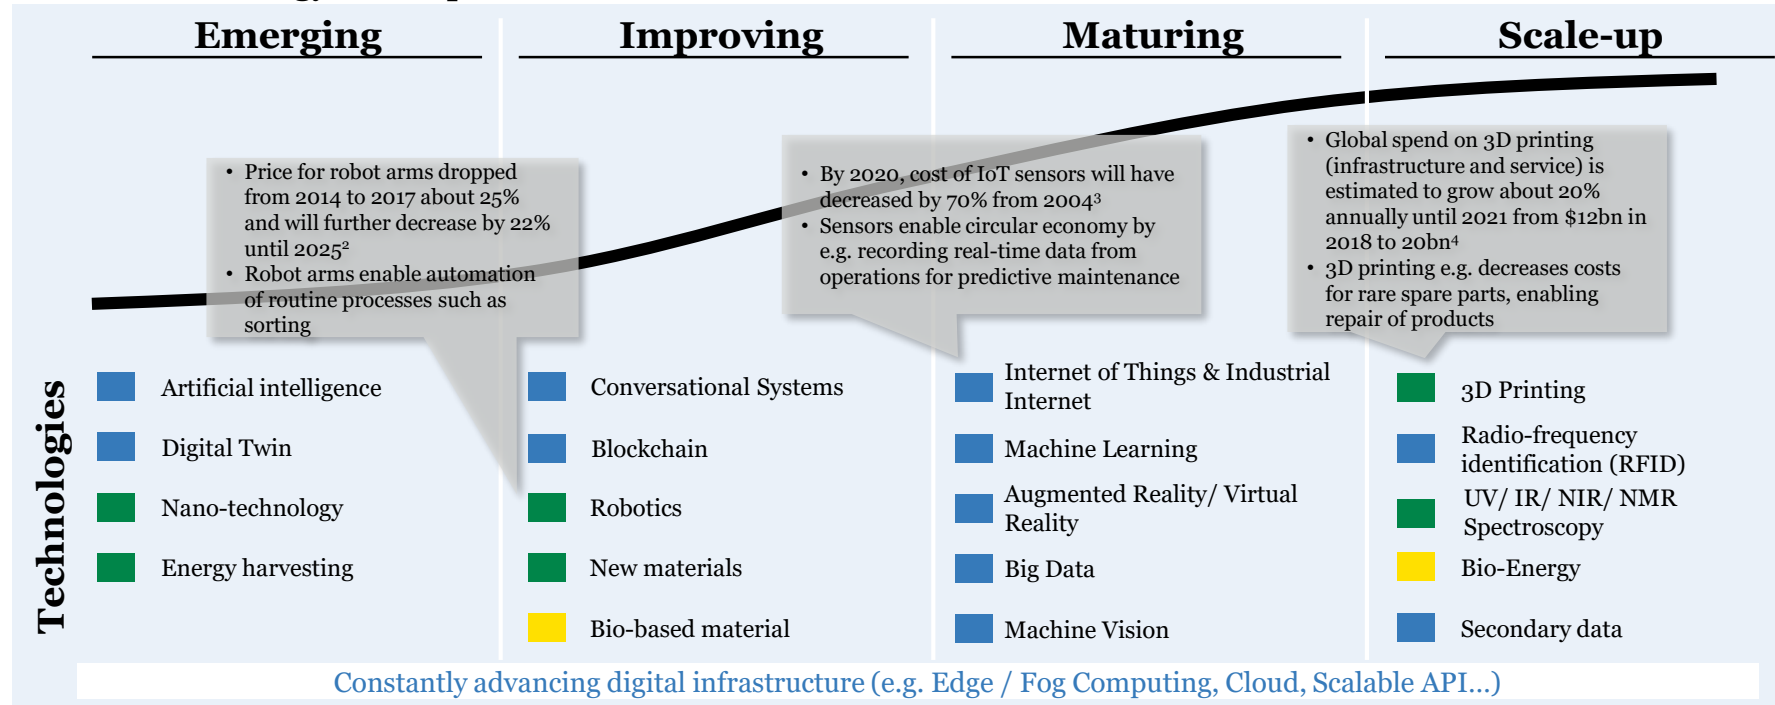 Emerging
Improving
Maturing
Scale-up
• Price for robot arms dropped
from 2014 to 2017 about 25%
and will further decrease by 22%
until 2025²
• Robot arms enable automation
of routine processes such as
sorting
• By 2020, cost of IoT sensors will have
decreased by 70% from 2004³
• Sensors enable circular economy by
e.g. recording real-time data from
operations for predictive maintenance
• Global spend on 3D printing
(infrastructure and service) is
estimated to grow about 20%
annually until 2021 from $12bn in
2018 to 20bn⁴
• 3D printing e.g. decreases costs
for rare spare parts, enabling
repair of products
Technologies
Artificial intelligence
Digital Twin
Nano-technology
Energy harvesting
Conversational Systems
Blockchain
Robotics
New materials
Bio-based material
Internet of Things & Industrial
Internet
Machine Learning
Augmented Reality/ Virtual
Reality
Big Data
Machine Vision
3D Printing
Radio-frequency
identification (RFID)
UV/ IR/ NIR/ NMR
Spectroscopy
Bio-Energy
Secondary data
Constantly advancing digital infrastructure (e.g. Edge / Fog Computing, Cloud, Scalable API...)